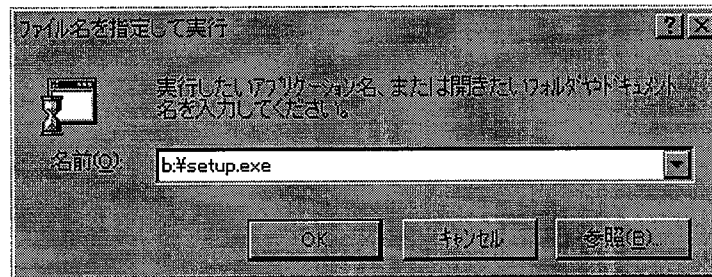 ファイル名を指定して実行
実行したいアプリケーション名、または開きたいフォルダやドキュメント
名を入力してください。
名前(O):
b:¥setup.exe
OK キャンセル 参照(B)...